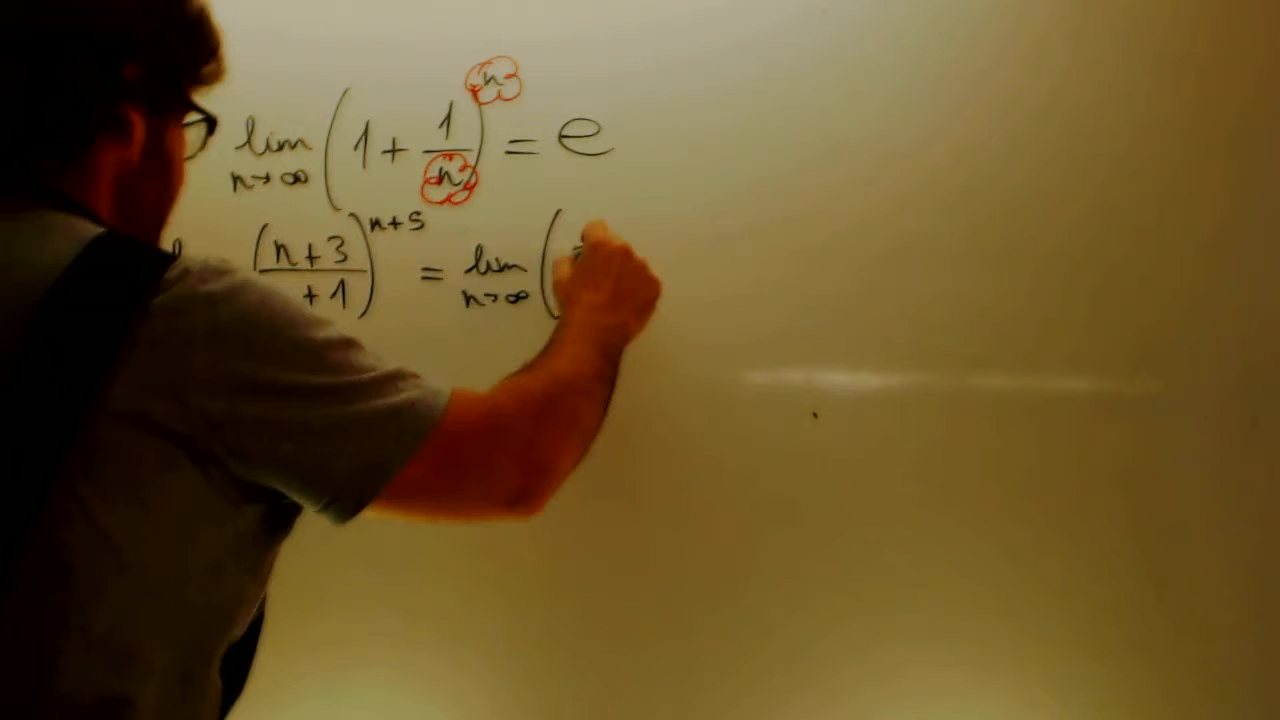 lim n→∞ (1 + 1/n)^n = e
(n+3 / +1)^n+5 = lim n→∞ (